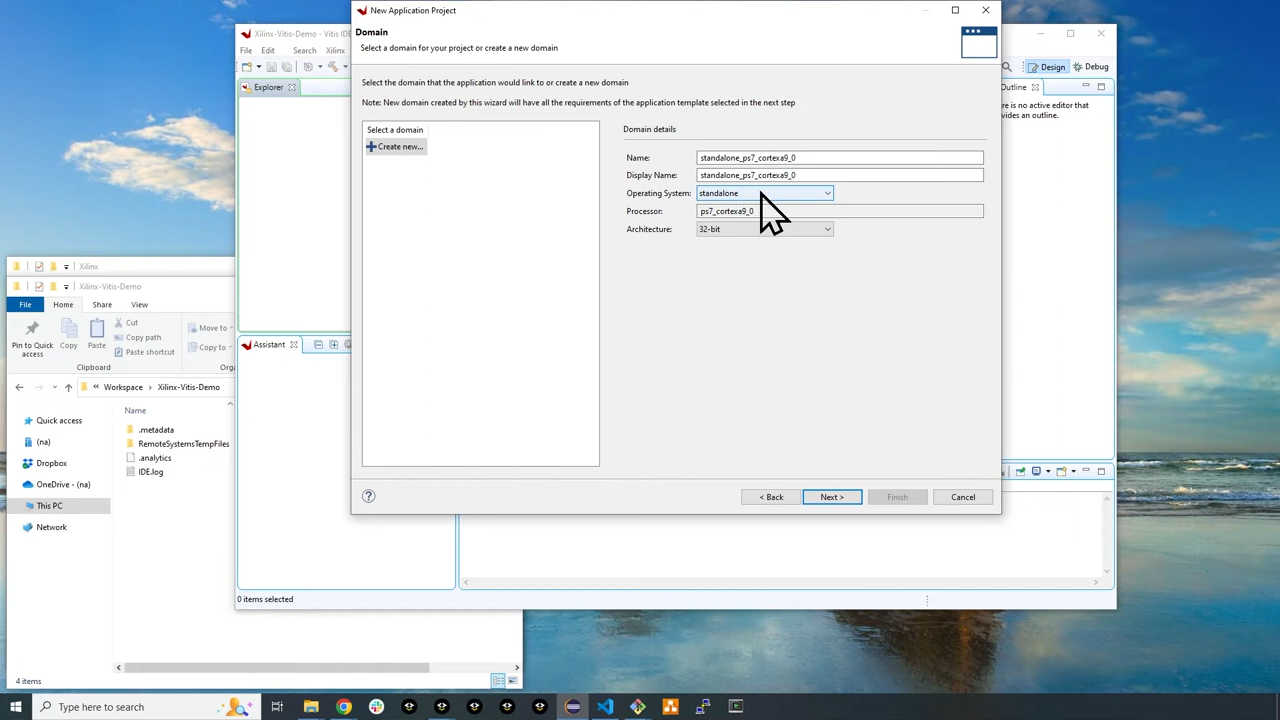 New Application Project
Domain
Select a domain for your project or create a new domain
Select the domain that the application would link to or create a new domain
Note: New domain created by this wizard will have all the requirements of the application template selected in the next step
Select a domain
Create new...
Domain details
Name: standalone_ps7_cortexa9_0
Display Name: standalone_ps7_cortexa9_0
Operating System: standalone
Processor: ps7_cortexa9_0
Architecture: 32-bit
< Back
Next >
Finish
Cancel
Xilinx-Vitis-Demo - Vitis IDE
File Edit Search Xilinx
Design
Debug
Explorer
Outline
re is no active editor that
vides an outline.
Assistant
0 items selected
Xilinx
Xilinx-Vitis-Demo
File Home Share View
Pin to Quick access
Copy
Paste
Cut
Copy path
Paste shortcut
Move to
Copy to
Clipboard
Orga
Workspace > Xilinx-Vitis-Demo
Name
Quick access
(na)
Dropbox
OneDrive - (na)
This PC
Network
.metadata
RemoteSystemsTempFiles
.analytics
IDE.log
4 items
Type here to search